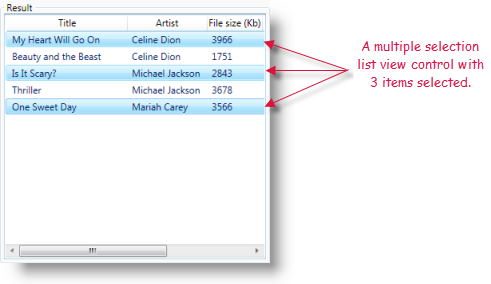 Result
Title Artist File size (Kb)
My Heart Will Go On Celine Dion 3966
Beauty and the Beast Celine Dion 1751
Is It Scary? Michael Jackson 2843
Thriller Michael Jackson 3678
One Sweet Day Mariah Carey 3566
A multiple selection
list view control with
3 items selected.